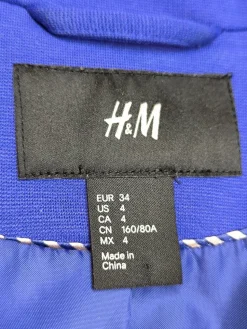 H&M
EUR 34
US 4
CA 4
CN 160/80A
MX 4
Made in
China